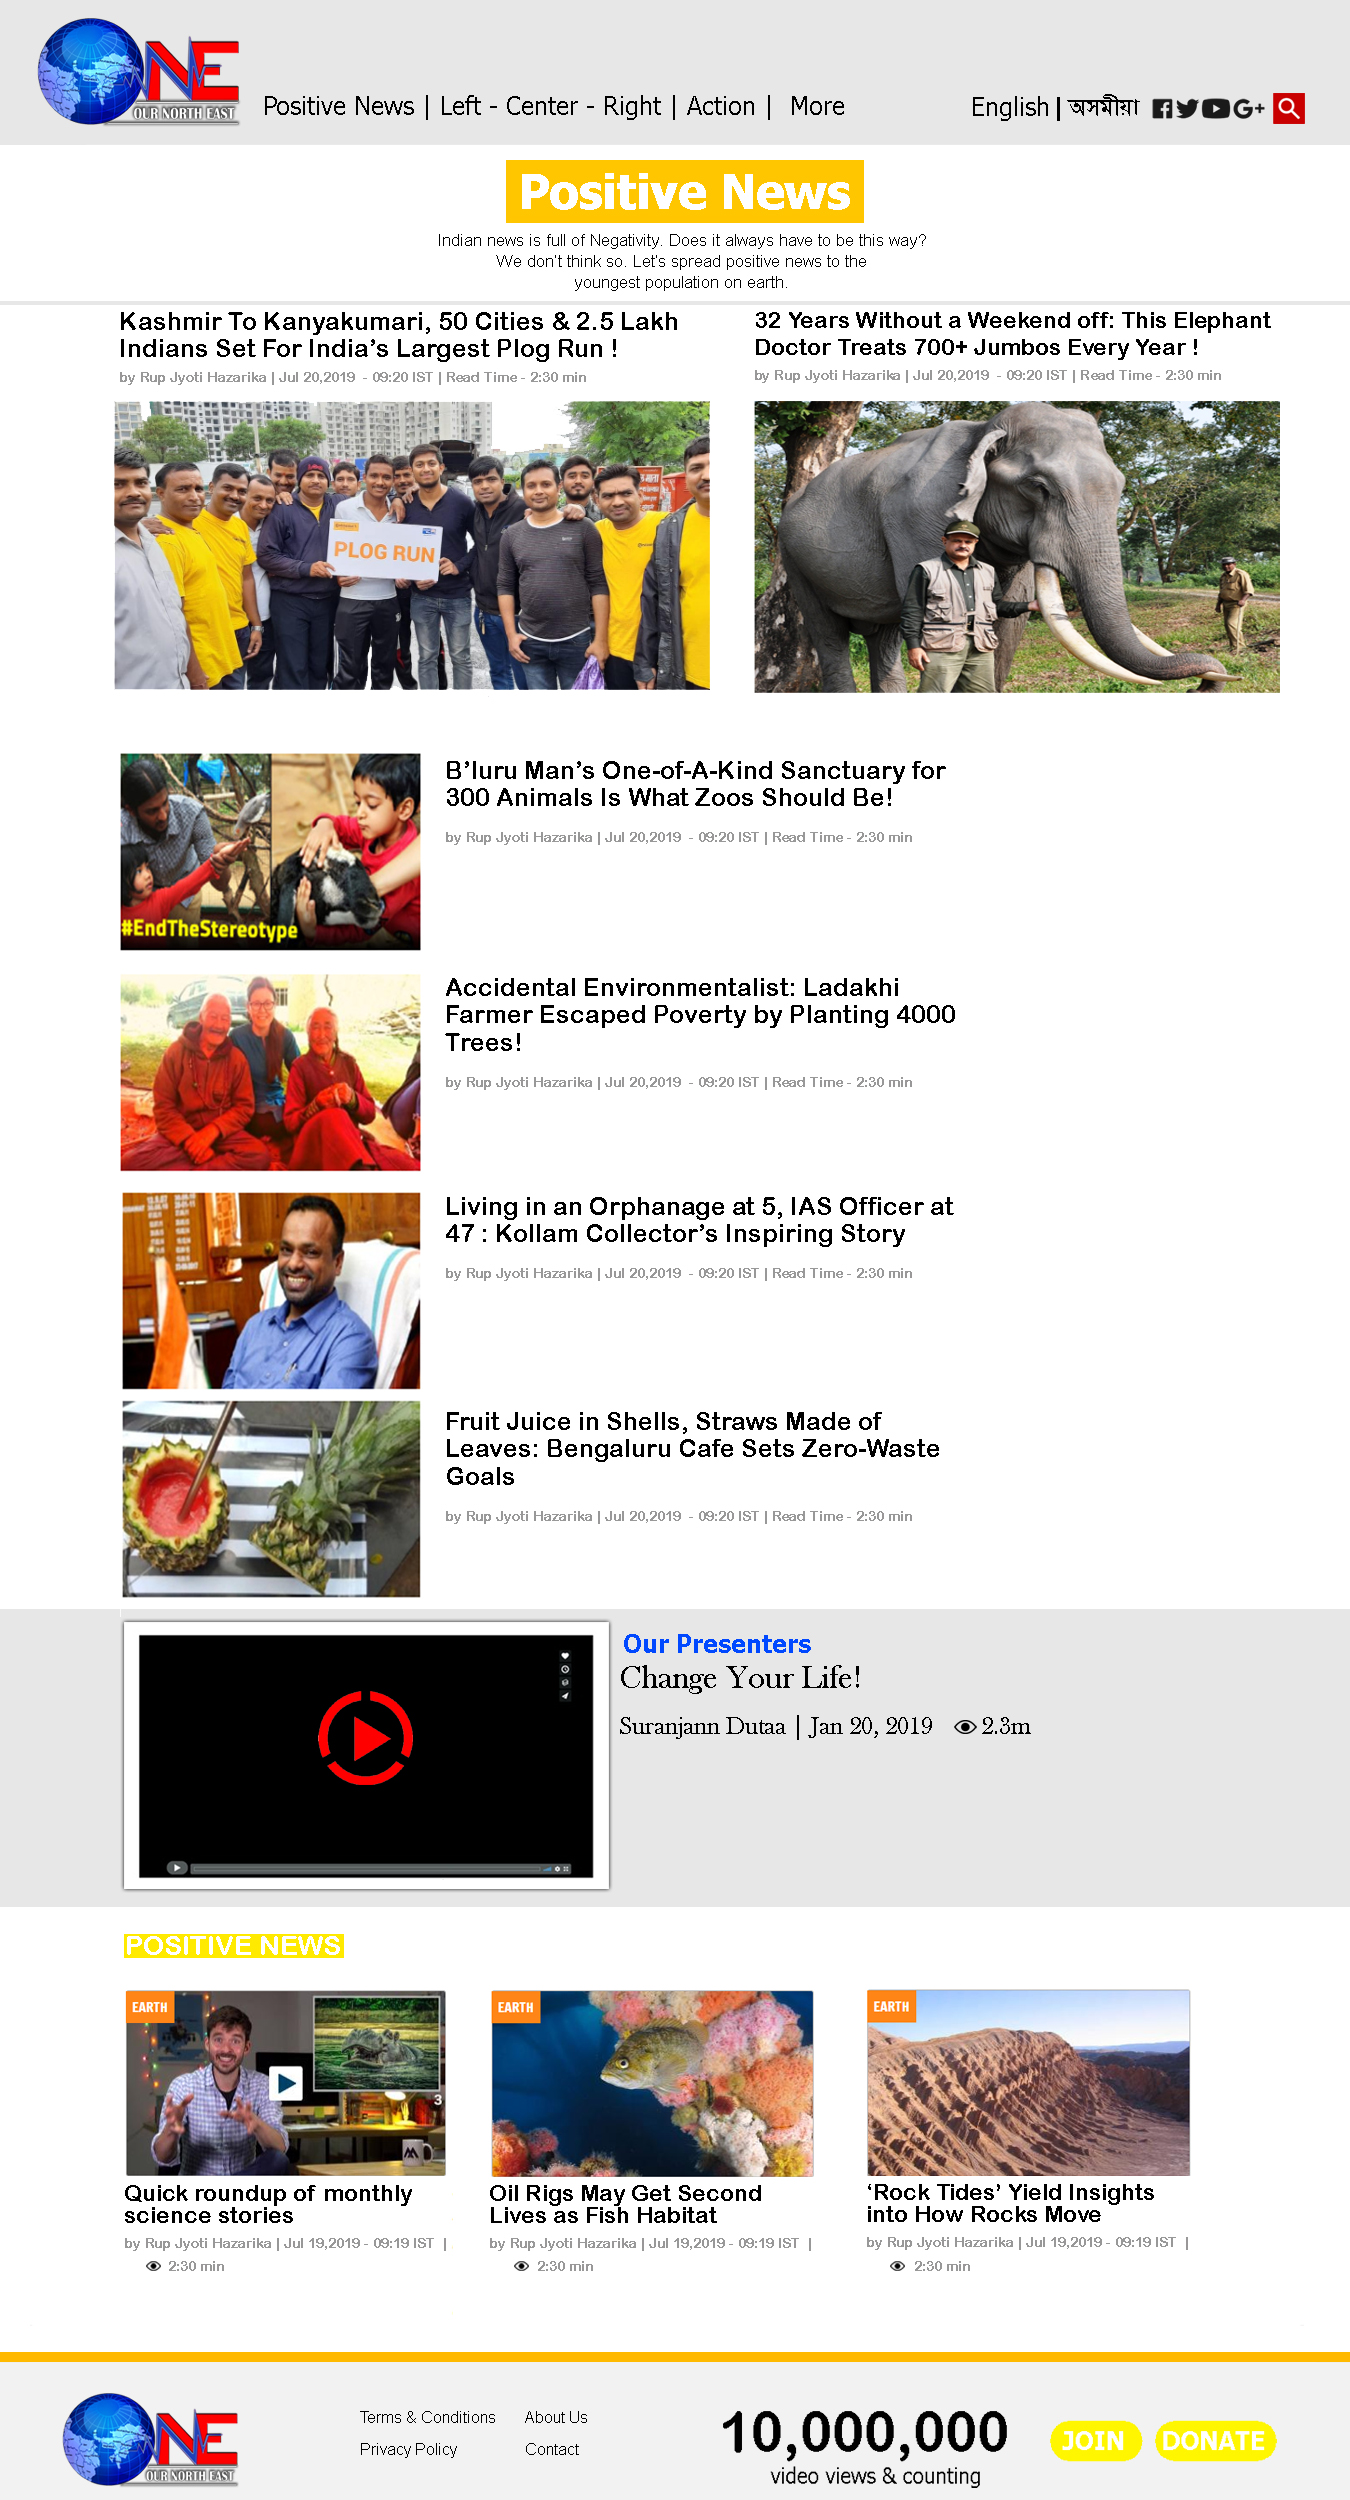 NE
OUR NORTH EAST
Positive News | Left - Center - Right | Action | More
English | অসমীয়া
Positive News
Indian news is full of Negativity. Does it always have to be this way?
We don't think so. Let's spread positive news to the
youngest population on earth.
Kashmir To Kanyakumari, 50 Cities & 2.5 Lakh
Indians Set For India's Largest Plog Run !
by Rup Jyoti Hazarika | Jul 20,2019 - 09:20 IST | Read Time - 2:30 min
PLOG RUN
32 Years Without a Weekend off: This Elephant
Doctor Treats 700+ Jumbos Every Year !
by Rup Jyoti Hazarika | Jul 20,2019 - 09:20 IST | Read Time - 2:30 min
#EndTheStereotype
B'luru Man's One-of-A-Kind Sanctuary for
300 Animals Is What Zoos Should Be!
by Rup Jyoti Hazarika | Jul 20,2019 - 09:20 IST | Read Time - 2:30 min
Accidental Environmentalist: Ladakhi
Farmer Escaped Poverty by Planting 4000
Trees!
by Rup Jyoti Hazarika | Jul 20,2019 - 09:20 IST | Read Time - 2:30 min
Living in an Orphanage at 5, IAS Officer at
47 : Kollam Collector's Inspiring Story
by Rup Jyoti Hazarika | Jul 20,2019 - 09:20 IST | Read Time - 2:30 min
Fruit Juice in Shells, Straws Made of
Leaves: Bengaluru Cafe Sets Zero-Waste
Goals
by Rup Jyoti Hazarika | Jul 20,2019 - 09:20 IST | Read Time - 2:30 min
Our Presenters
Change Your Life!
Suranjann Dutaa | Jan 20, 2019 2.3m
POSITIVE NEWS
EARTH
3
Quick roundup of monthly
science stories
by Rup Jyoti Hazarika | Jul 19,2019 - 09:19 IST |
2:30 min
EARTH
Oil Rigs May Get Second
Lives as Fish Habitat
by Rup Jyoti Hazarika | Jul 19,2019 - 09:19 IST |
2:30 min
EARTH
‘Rock Tides’ Yield Insights
into How Rocks Move
by Rup Jyoti Hazarika | Jul 19,2019 - 09:19 IST |
2:30 min
NE
OUR NORTH EAST
Terms & Conditions
About Us
Privacy Policy
Contact
10,000,000
video views & counting
JOIN
DONATE